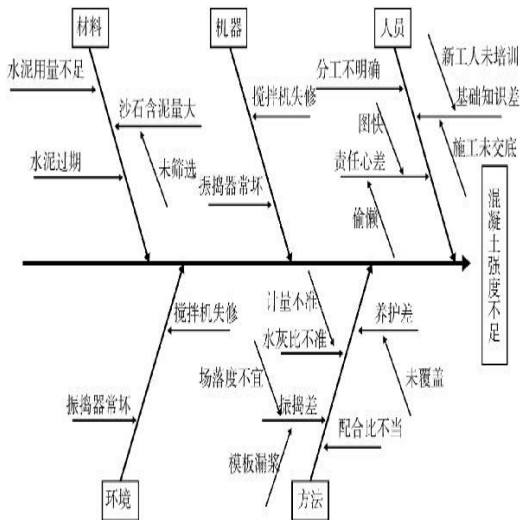 材料
机器
人员
水泥用量不足
沙石含泥量大
水泥过期
未筛选
搅拌机失修
振捣器常坏
分工不明确
新工人未培训
基础知识差
图快
施工未交底
责任心差
偷懒
混凝土强度不足
搅拌机失修
振捣器常坏
计量不准
水灰比不准
养护差
场落度不宜
未覆盖
振捣差
配合比不当
模板漏浆
环境
方法